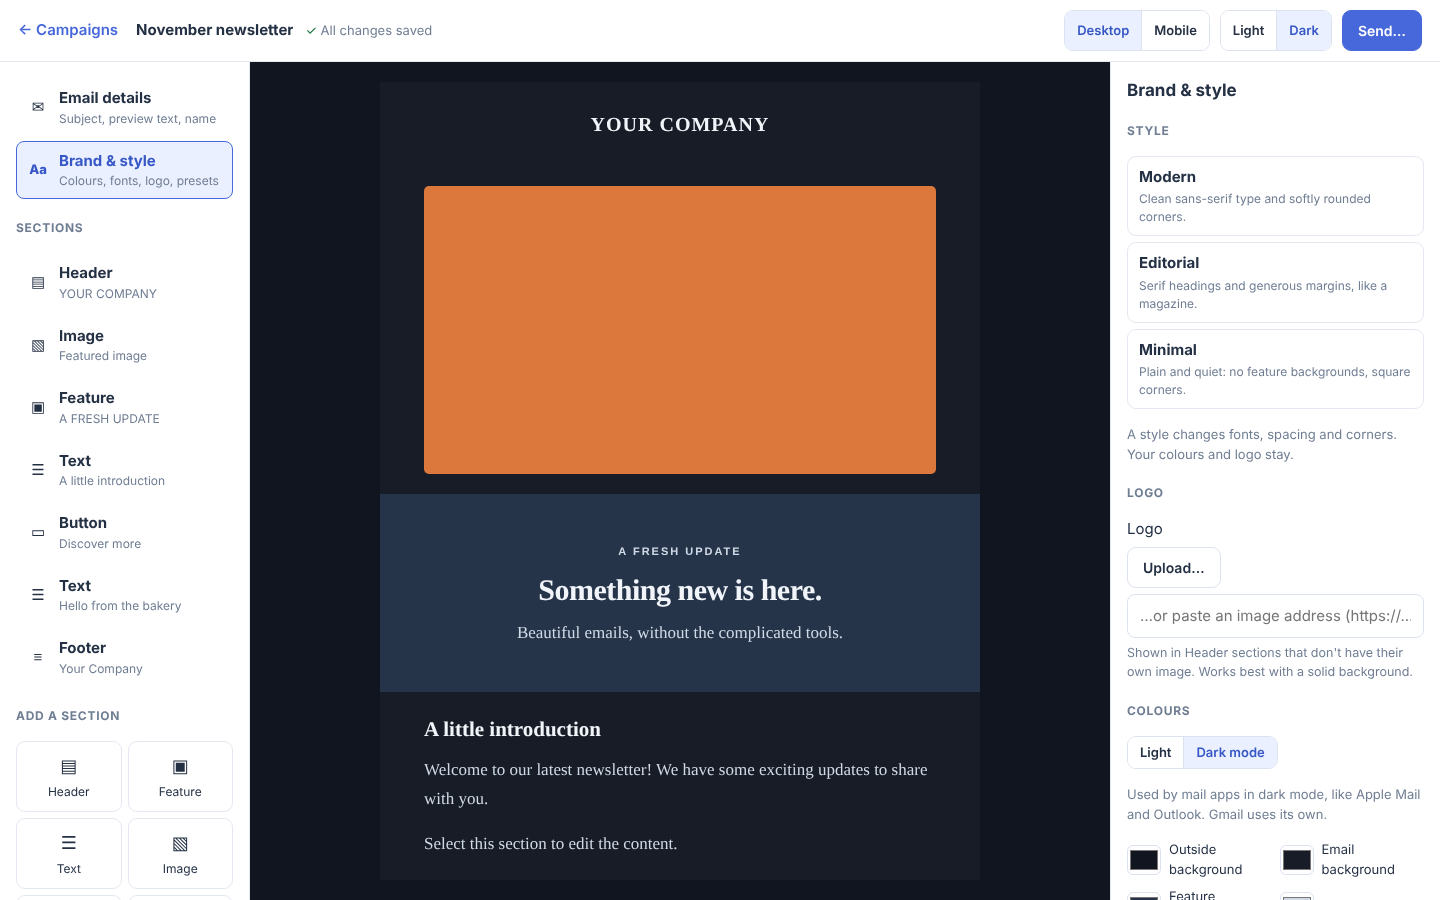 ← Campaigns
November newsletter
✓ All changes saved
Desktop
Mobile
Light
Dark
Send...
Email details
Subject, preview text, name
Aa
Brand & style
Colours, fonts, logo, presets
SECTIONS
Header
YOUR COMPANY
Image
Featured image
Feature
A FRESH UPDATE
Text
A little introduction
Button
Discover more
Text
Hello from the bakery
Footer
Your Company
ADD A SECTION
Header
Feature
Text
Image
YOUR COMPANY
A FRESH UPDATE
Something new is here.
Beautiful emails, without the complicated tools.
A little introduction
Welcome to our latest newsletter! We have some exciting updates to share
with you.
Select this section to edit the content.
Brand & style
STYLE
Modern
Clean sans-serif type and softly rounded
corners.
Editorial
Serif headings and generous margins, like a
magazine.
Minimal
Plain and quiet: no feature backgrounds, square
corners.
A style changes fonts, spacing and corners.
Your colours and logo stay.
LOGO
Logo
Upload...
...or paste an image address (https://...
Shown in Header sections that don't have their
own image. Works best with a solid background.
COLOURS
Light
Dark mode
Used by mail apps in dark mode, like Apple Mail
and Outlook. Gmail uses its own.
Outside
background
Email
background
Feature